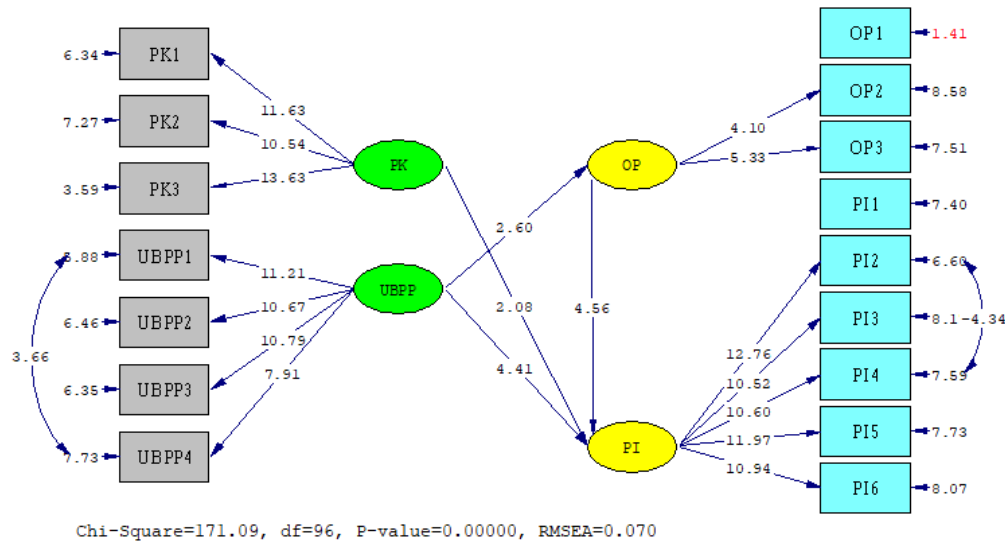 OP1
1.41
6.34
PK1
11.63
OP2
8.58
4.10
7.27
PK2
10.54
PK
OP
5.33
OP3
7.51
3.59
PK3
13.63
PI1
7.40
2.60
UBPP1
11.21
PI2
6.60
UBPP
10.67
2.08
4.56
6.46
UBPP2
10.79
PI3
8.1
-4.34
3.66
7.91
4.41
12.76
10.52
PI4
7.59
6.35
UBPP3
10.60
PI5
7.73
11.97
7.73
UBPP4
PI
10.94
PI6
8.07
Chi-Square=171.09, df=96, P-value=0.00000, RMSEA=0.070